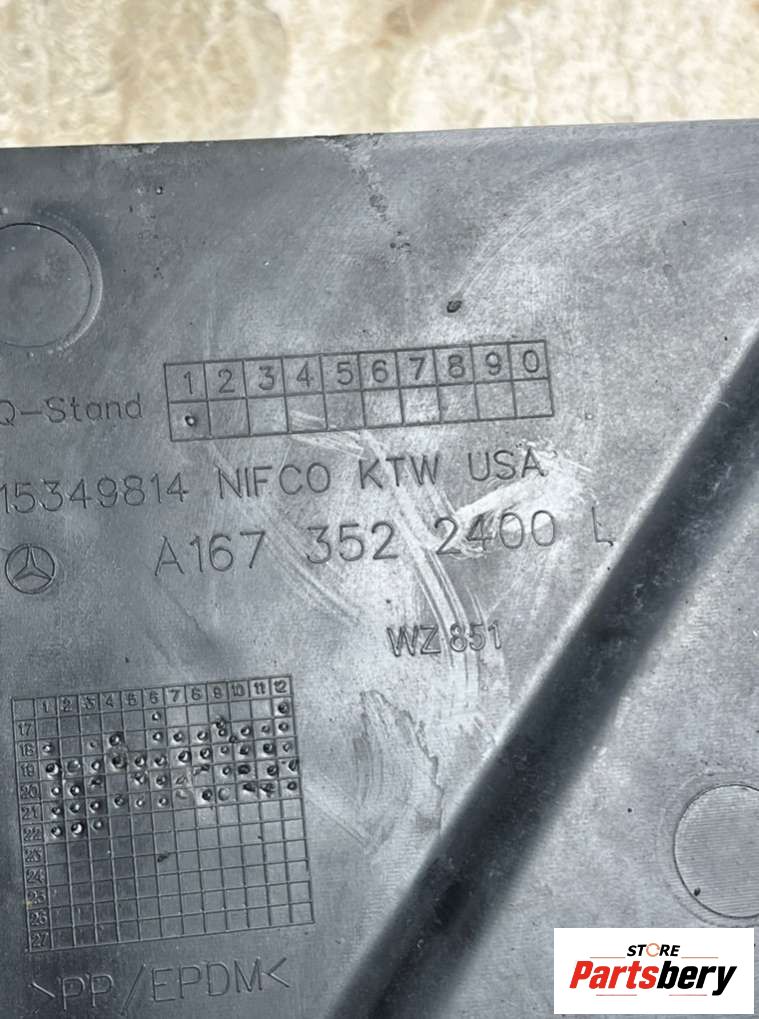 1 2 3 4 5 6 7 8 9 0
Q-Stand
15349814 NIFCO KTW USA
A167 352 2400 L
WZ 851
1 2 3 4 5 6 7 8 9 10 11 12
17
18
19
20
21
22
23
24
25
26
27
>PP/EPDM<
STORE
Partsbery